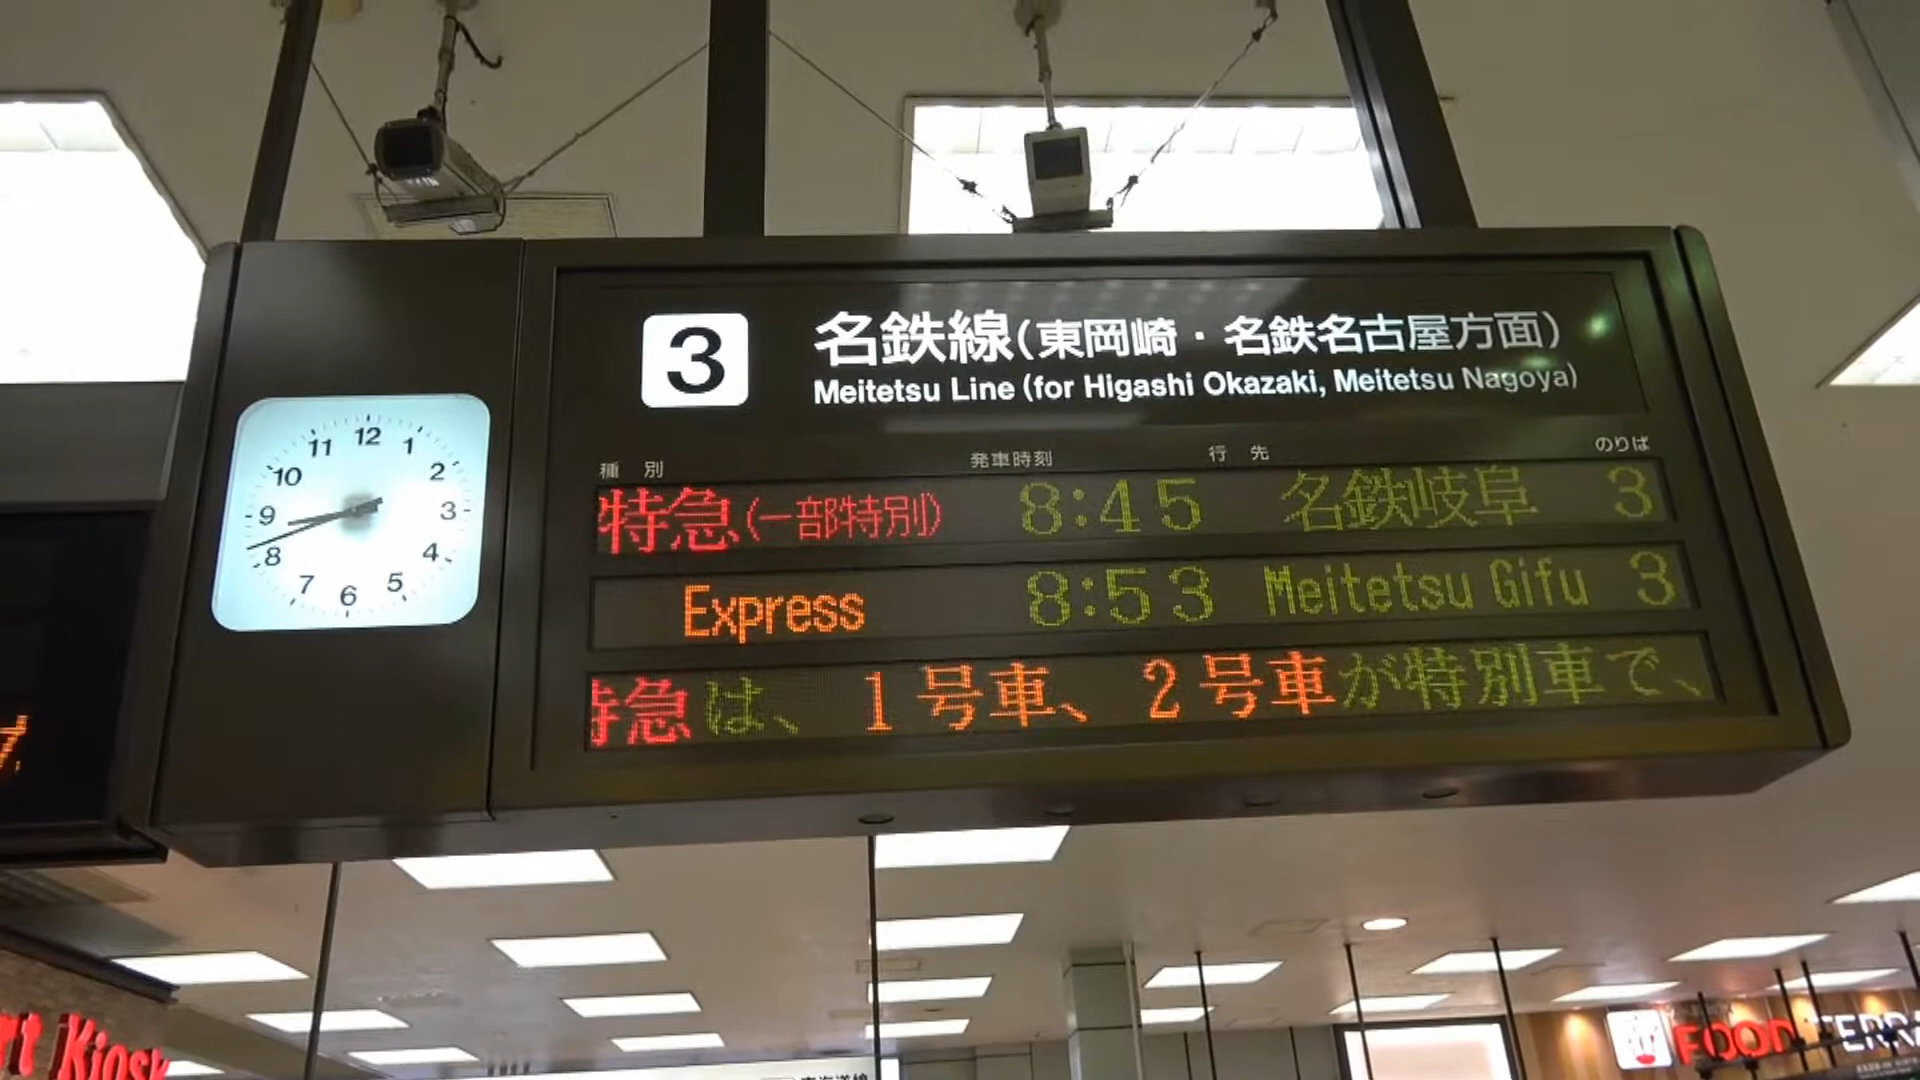 3
名鉄線(東岡崎・名鉄名古屋方面)
Meitetsu Line (for Higashi Okazaki, Meitetsu Nagoya)
種別 発車時刻 行先 のりば
特急(一部特別) 8:45 名鉄岐阜 3
Express 8:53 Meitetsu Gifu 3
特急は、1号車、2号車が特別車で、
12 1 2 3 4 5 6 7 8 9 10 11
7
Kiosk
FOOD TERRA